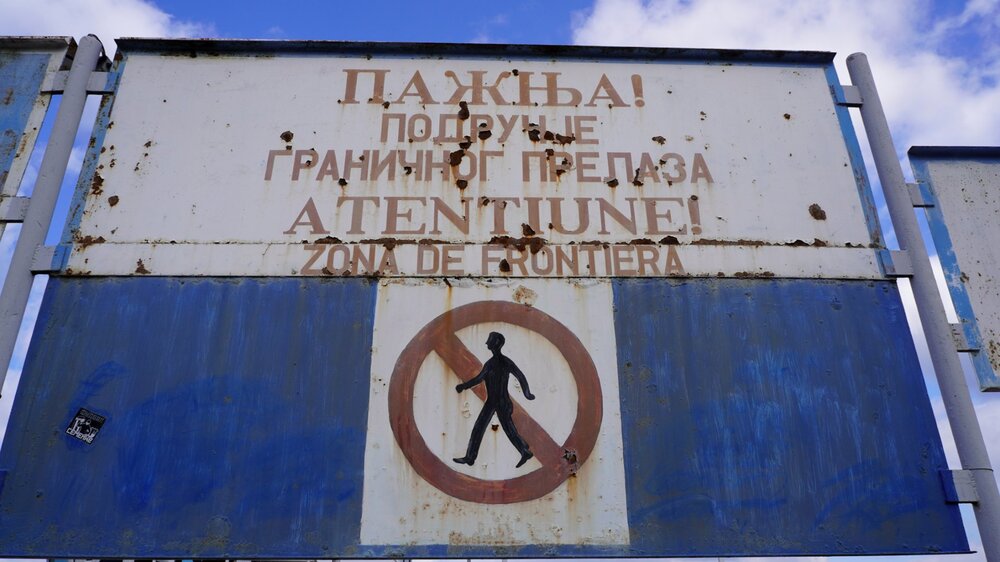 ПАЖЊА!
ПОДРУЧЈЕ
ГРАНИЧНОГ ПРЕЛАЗА
ATENTIUNE!
ZONA DE FRONTIERA